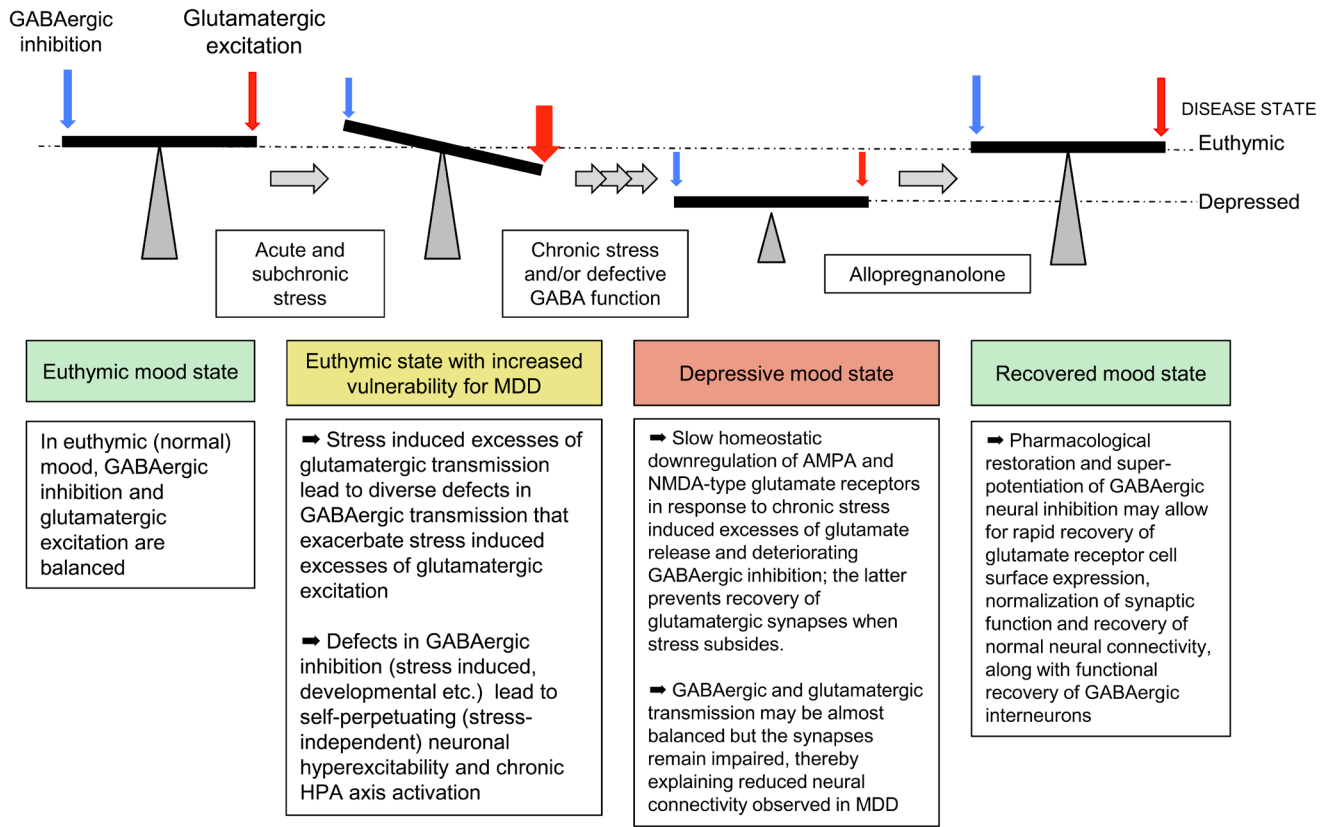 GABAergic
inhibition
Glutamatergic
excitation
DISEASE STATE
Euthymic
Depressed
Acute and
subchronic
stress
Chronic stress
and/or defective
GABA function
Allopregnanolone
Euthymic mood state
In euthymic (normal)
mood, GABAergic
inhibition and
glutamatergic
excitation are
balanced
Euthymic state with increased
vulnerability for MDD
➡ Stress induced excesses of
glutamatergic transmission
lead to diverse defects in
GABAergic transmission that
exacerbate stress induced
excesses of glutamatergic
excitation
➡ Defects in GABAergic
inhibition (stress induced,
developmental etc.) lead to
self-perpetuating (stress-
independent) neuronal
hyperexcitability and chronic
HPA axis activation
Depressive mood state
➡ Slow homeostatic
downregulation of AMPA and
NMDA-type glutamate receptors
in response to chronic stress
induced excesses of glutamate
release and deteriorating
GABAergic inhibition; the latter
prevents recovery of
glutamatergic synapses when
stress subsides.
➡ GABAergic and glutamatergic
transmission may be almost
balanced but the synapses
remain impaired, thereby
explaining reduced neural
connectivity observed in MDD
Recovered mood state
➡ Pharmacological
restoration and super-
potentiation of GABAergic
neural inhibition may allow
for rapid recovery of
glutamate receptor cell
surface expression,
normalization of synaptic
function and recovery of
normal neural connectivity,
along with functional
recovery of GABAergic
interneurons